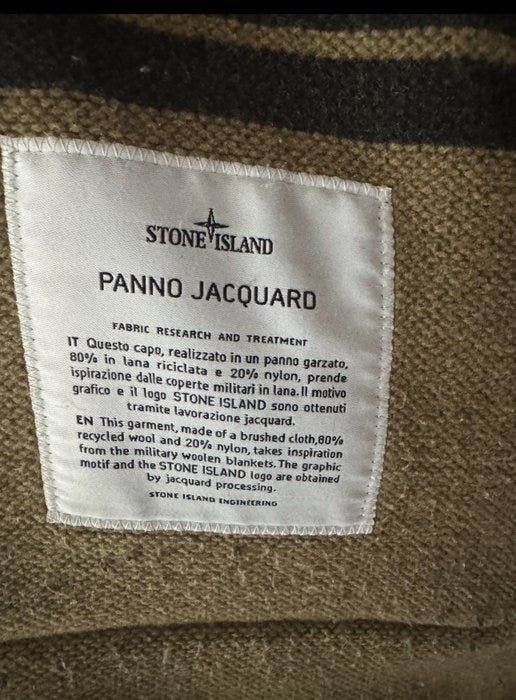 STONE ISLAND
PANNO JACQUARD
FABRIC RESEARCH AND TREATMENT
IT Questo capo, realizzato in un panno garzato,
80% in lana riciclata e 20% nylon, prende
ispirazione dalle coperte militari in lana. Il motivo
grafico e il logo STONE ISLAND sono ottenuti
tramite lavorazione jacquard.
EN This garment, made of a brushed cloth,80%
recycled wool and 20% nylon, takes inspiration
from the military woolen blankets. The graphic
motif and the STONE ISLAND logo are obtained
by jacquard processing.
STONE ISLAND ENGINEERING